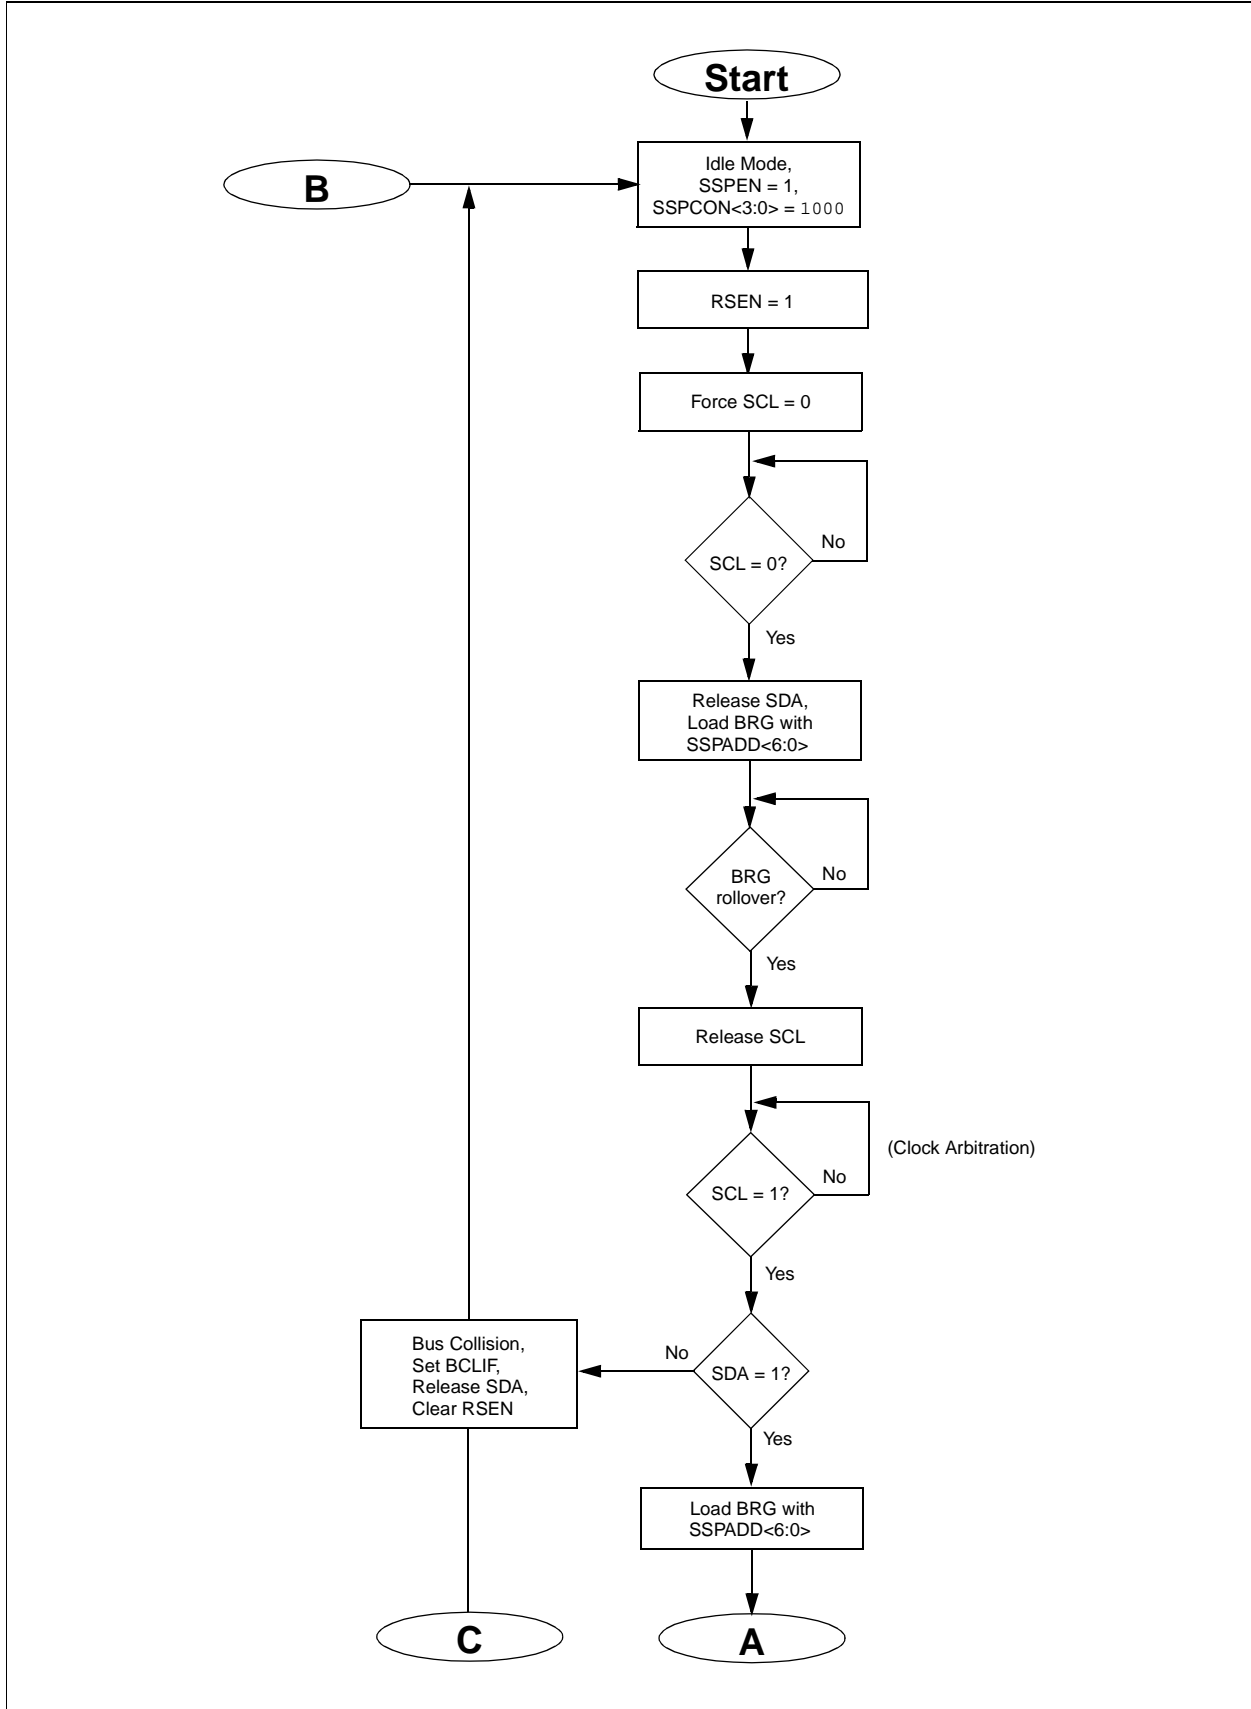 Start
Idle Mode,
SSPEN = 1,
SSPCON<3:0> = 1000
B
RSEN = 1
Force SCL = 0
No
SCL = 0?
Yes
Release SDA,
Load BRG with
SSPADD<6:0>
No
BRG
rollover?
Yes
Release SCL
(Clock Arbitration)
No
SCL = 1?
Yes
Bus Collision,
Set BCLIF,
Release SDA,
Clear RSEN
No
SDA = 1?
Yes
Load BRG with
SSPADD<6:0>
C
A